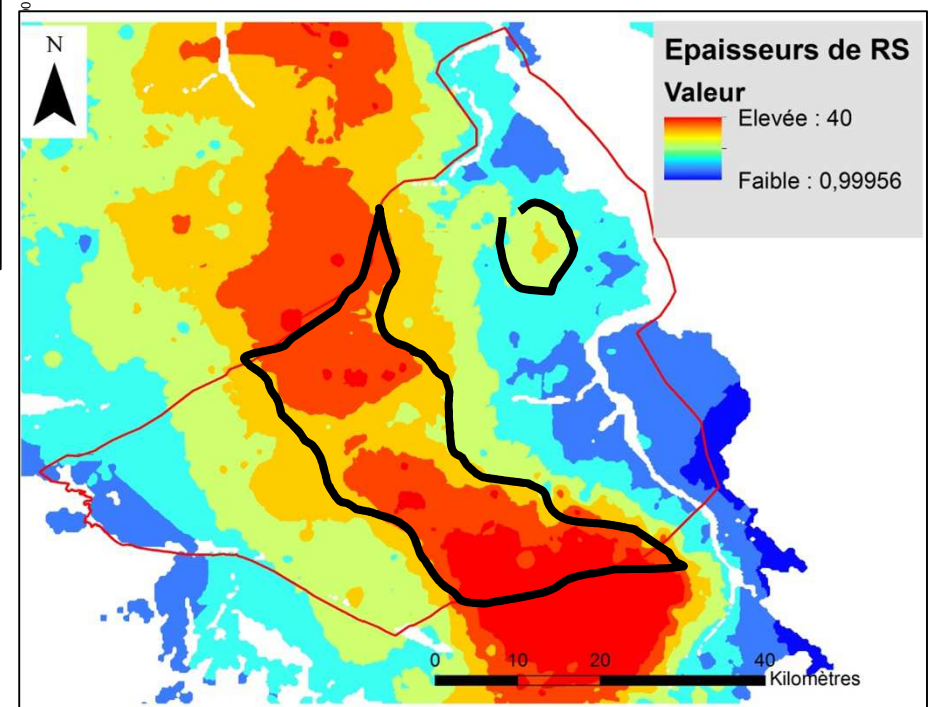 N
Epaisseurs de RS
Valeur
Elevée : 40
Faible : 0,99956
0 10 20 40
Kilomètres